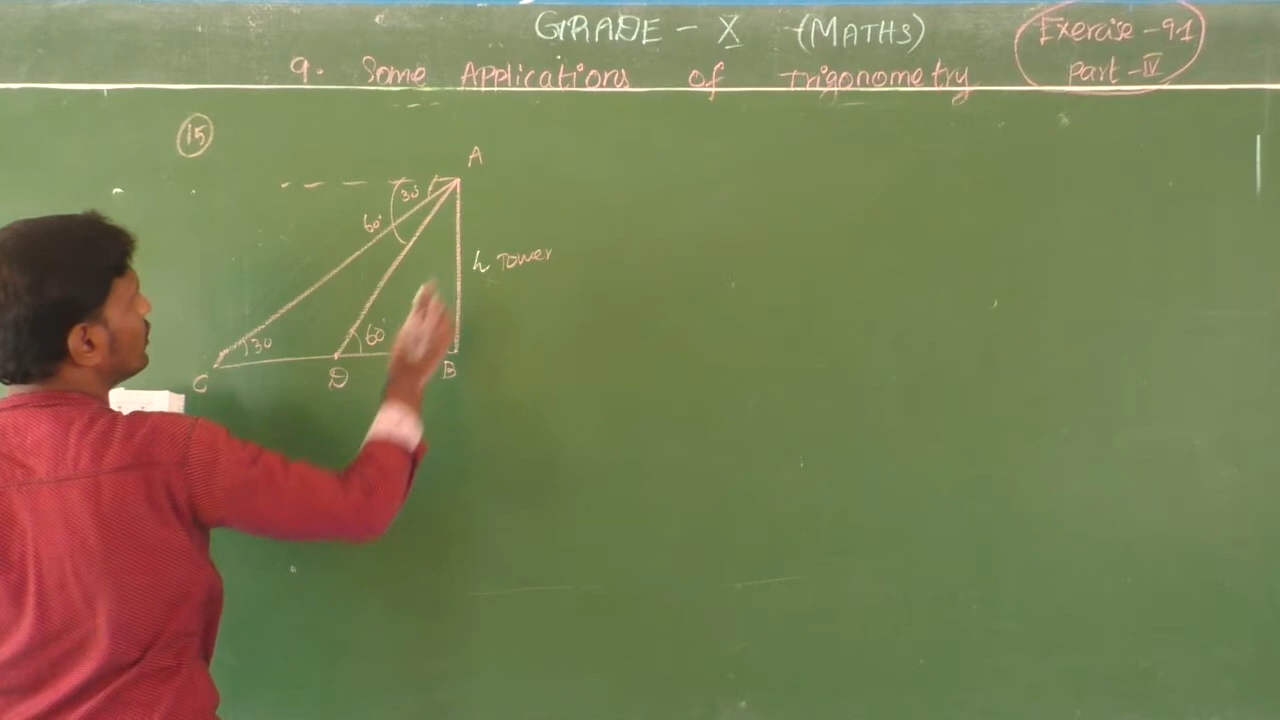 GRADE - X (MATHS)
Exercise - 9.1
part - IV
9. Some Applications of Trigonometry
15
A
30°
60°
h Tower
30
60°
C
D
B